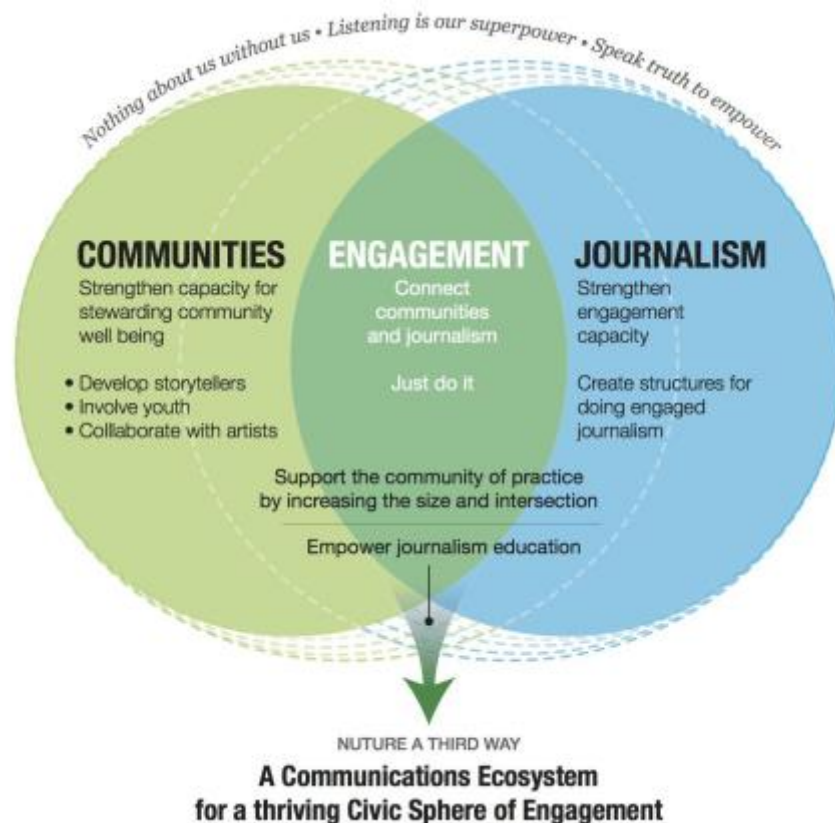 Nothing about us without us • Listening is our superpower • Speak truth to empower
COMMUNITIES
Strengthen capacity for
stewarding community
well being
• Develop storytellers
• Involve youth
• Colllaborate with artists
ENGAGEMENT
Connect
communities
and journalism
Just do it
JOURNALISM
Strengthen
engagement
capacity
Create structures for
doing engaged
journalism
Support the community of practice
by increasing the size and intersection
Empower journalism education
NUTURE A THIRD WAY
A Communications Ecosystem
for a thriving Civic Sphere of Engagement